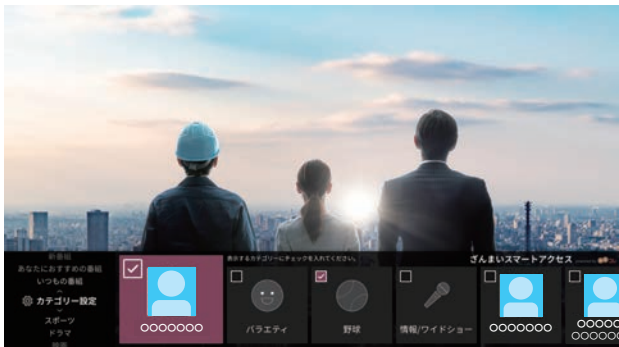 新番組
あなたにおすすめの番組
いつもの番組
カテゴリー設定
スポーツ
ドラマ
映画
表示するカテゴリーにチェックを入れてください。
ざんまいスマートアクセス
○○○○○○○
バラエティ
野球
情報/ワイドショー
○○○○○○○